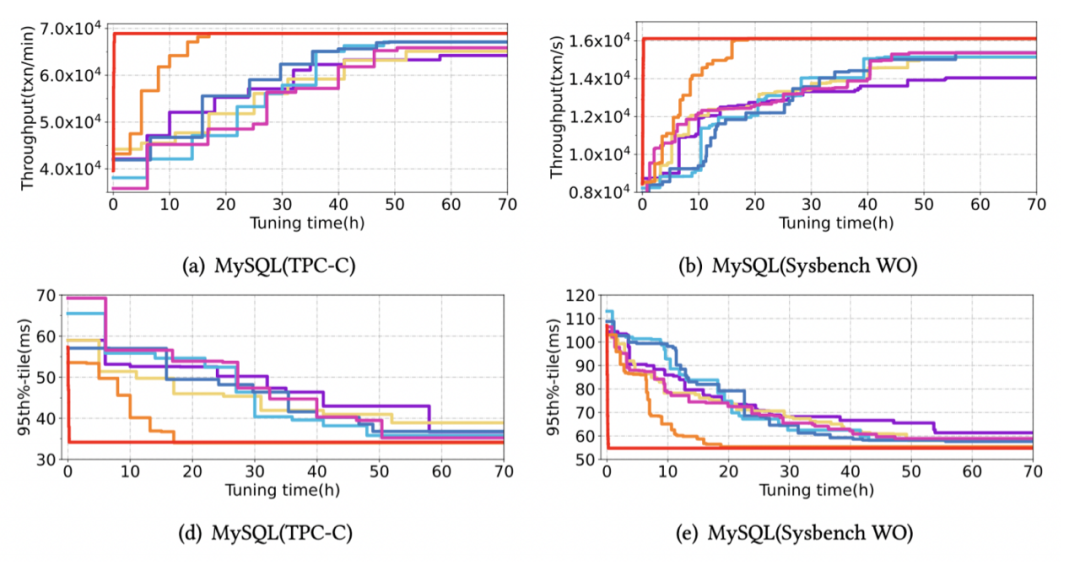 Throughput(txn/min)
7.0x10⁴
6.0x10⁴
5.0x10⁴
4.0x10⁴
0 10 20 30 40 50 60 70
Tuning time(h)
(a) MySQL(TPC-C)
Throughput(txn/s)
1.6x10⁴
1.4x10⁴
1.2x10⁴
1.0x10⁴
0.8x10⁴
0 10 20 30 40 50 60 70
Tuning time(h)
(b) MySQL(Sysbench WO)
95th%-tile(ms)
70
60
50
40
30
0 10 20 30 40 50 60 70
Tuning time(h)
(d) MySQL(TPC-C)
95th%-tile(ms)
120
110
100
90
80
70
60
50
0 10 20 30 40 50 60 70
Tuning time(h)
(e) MySQL(Sysbench WO)